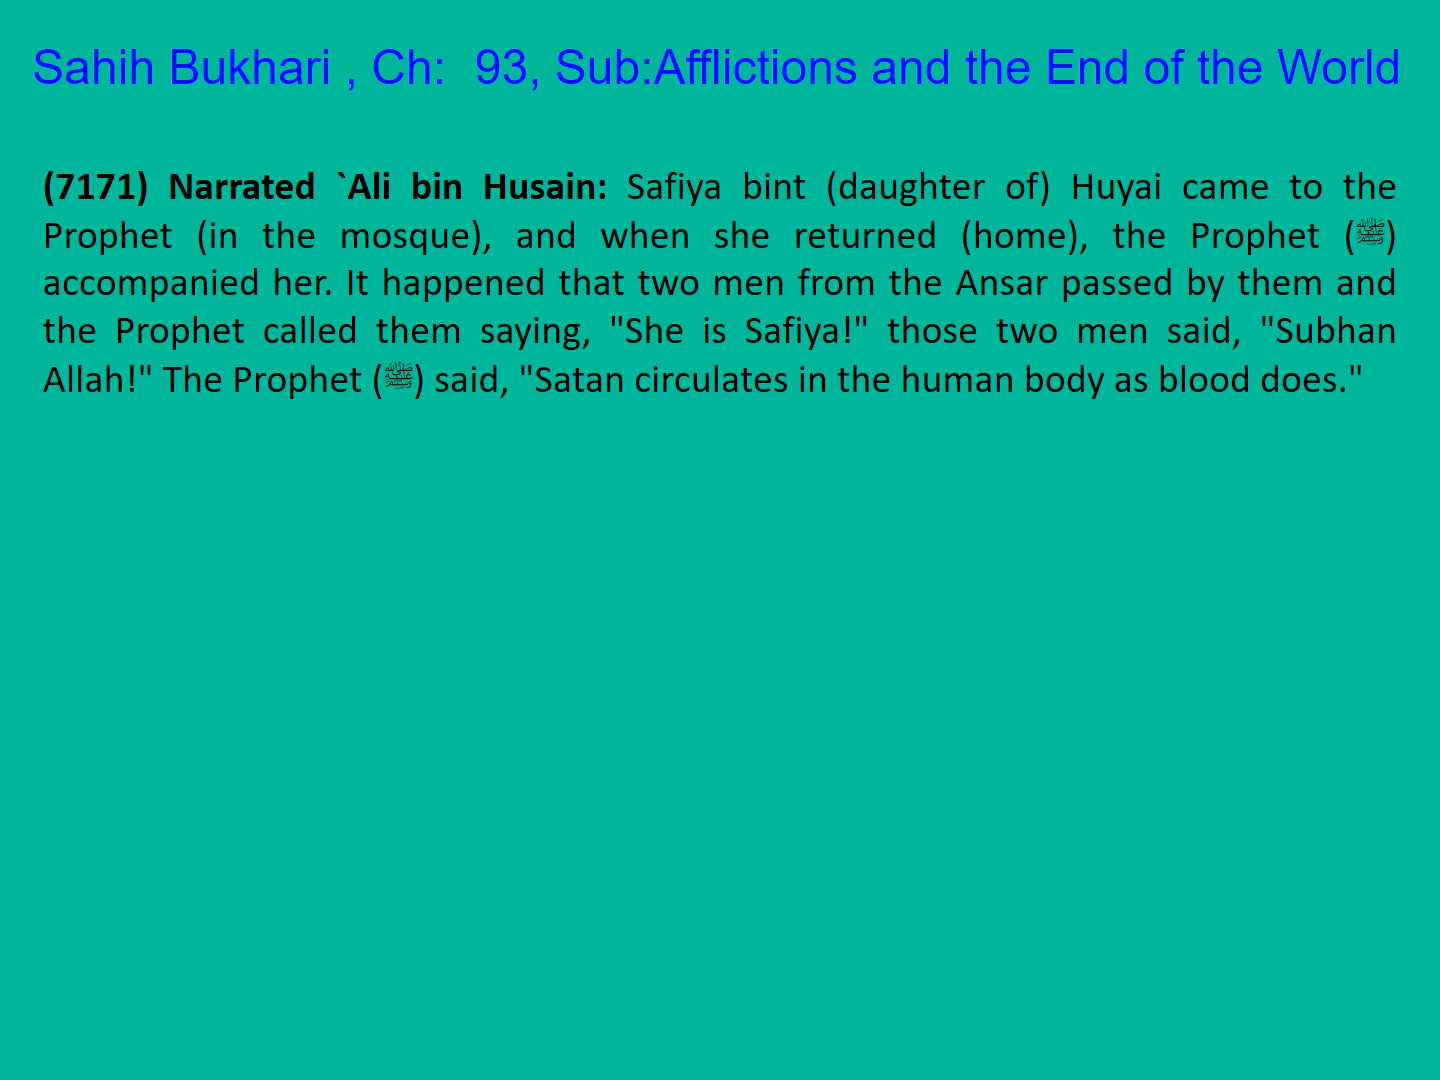 Sahih Bukhari , Ch:  93, Sub:Afflictions and the End of the World
(7171) Narrated `Ali bin Husain: Safiya bint (daughter of) Huyai came to the
Prophet (in the mosque), and when she returned (home), the Prophet (ﷺ)
accompanied her. It happened that two men from the Ansar passed by them and
the Prophet called them saying, "She is Safiya!" those two men said, "Subhan
Allah!" The Prophet (ﷺ) said, "Satan circulates in the human body as blood does."